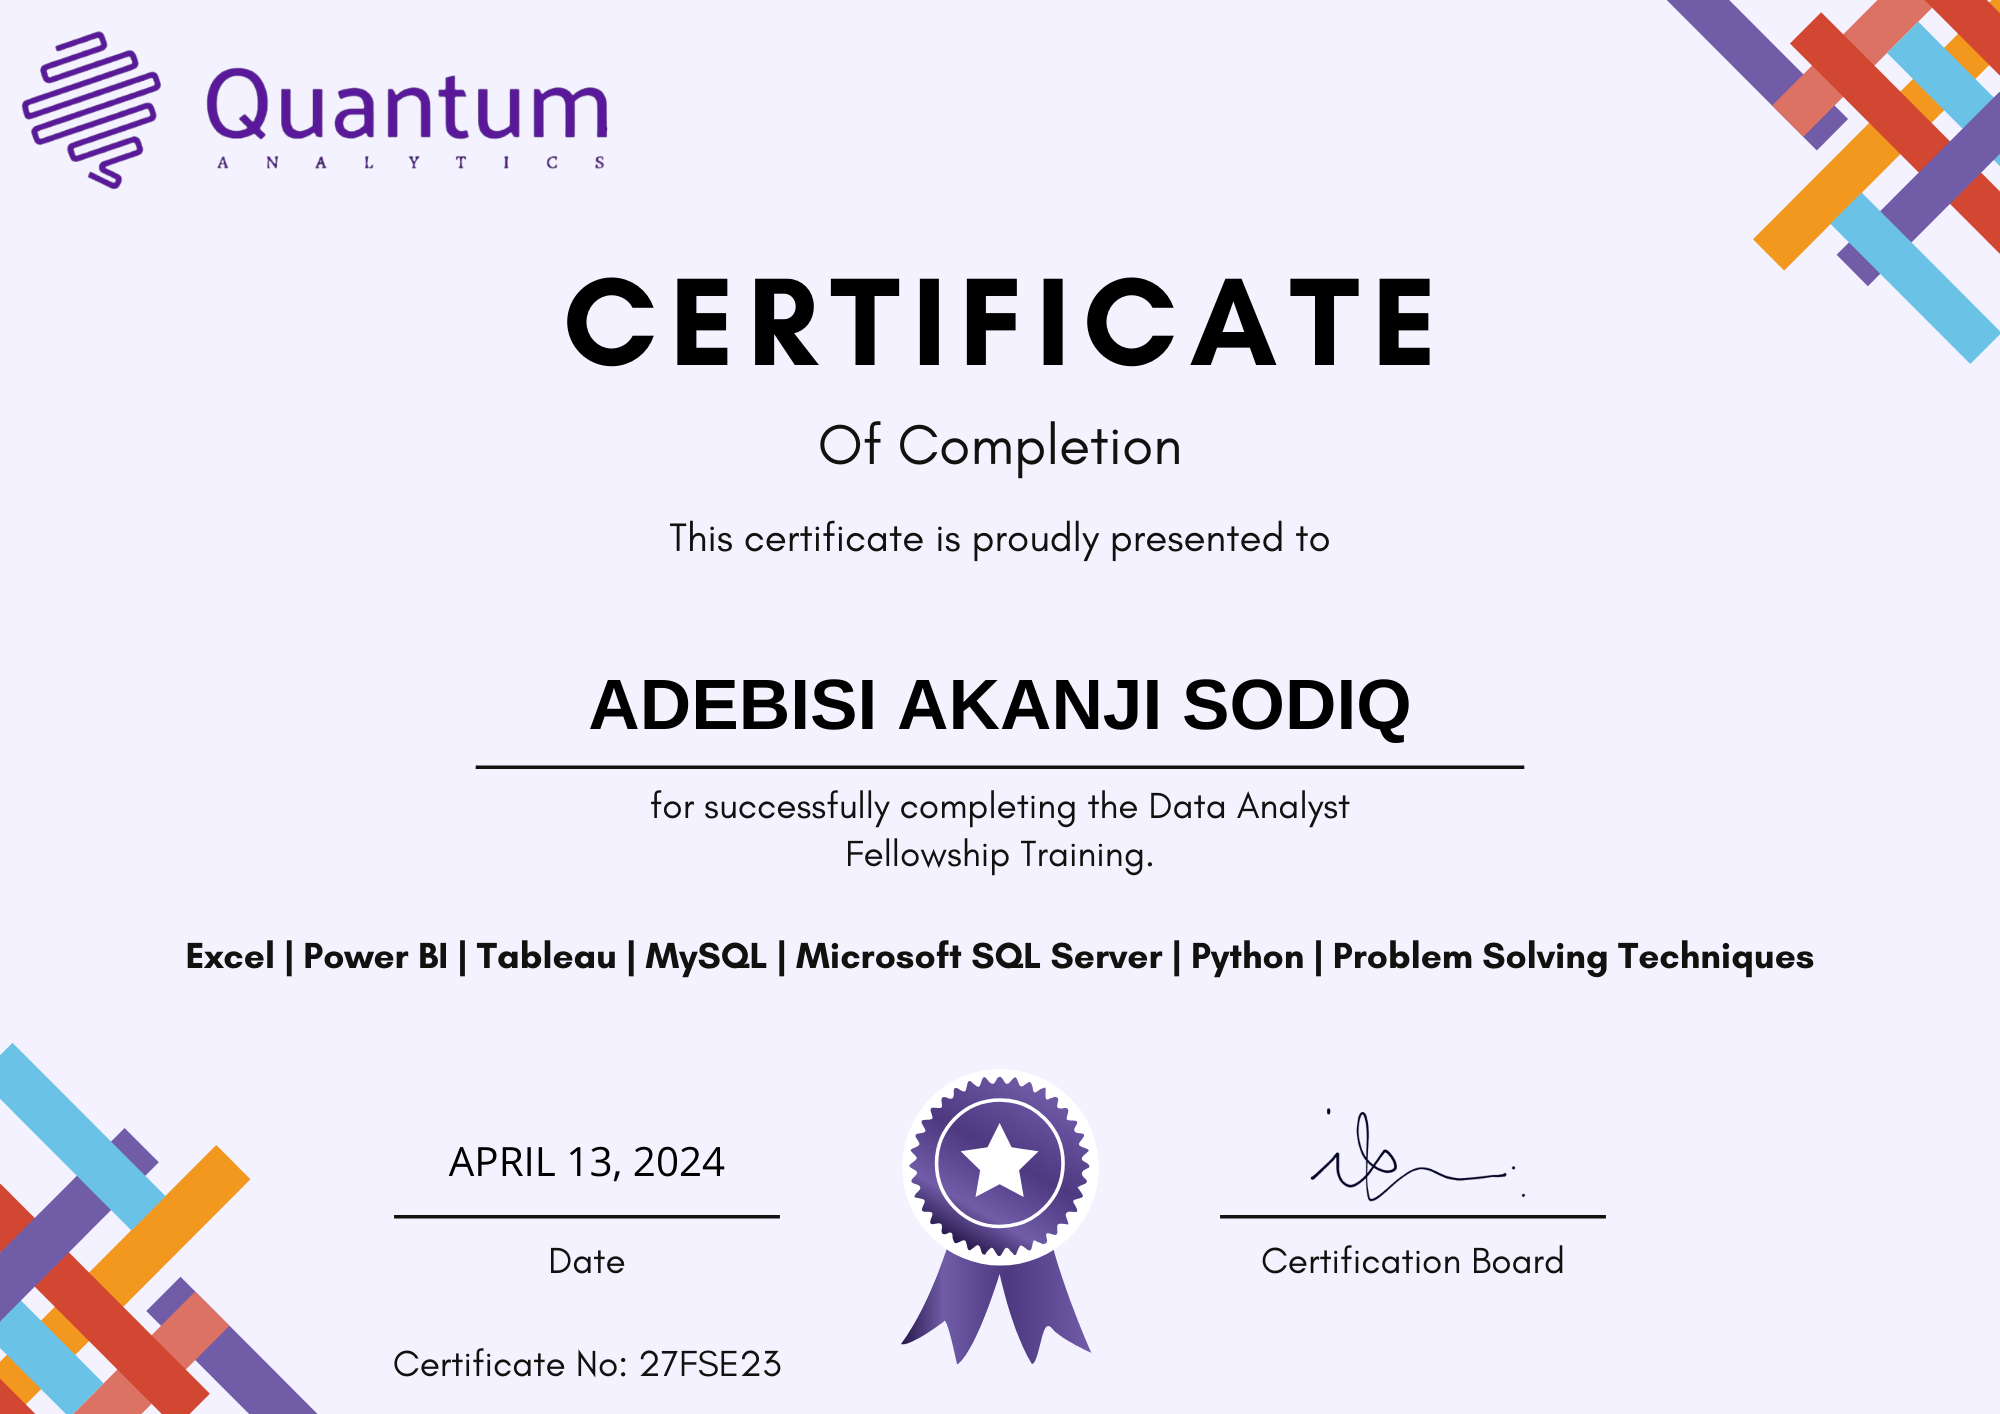 Quantum
ANALYTICS
CERTIFICATE
Of Completion
This certificate is proudly presented to
ADEBISI AKANJI SODIQ
for successfully completing the Data Analyst
Fellowship Training.
Excel | Power BI | Tableau | MySQL | Microsoft SQL Server | Python | Problem Solving Techniques
APRIL 13, 2024
Date
Certification Board
Certificate No: 27FSE23